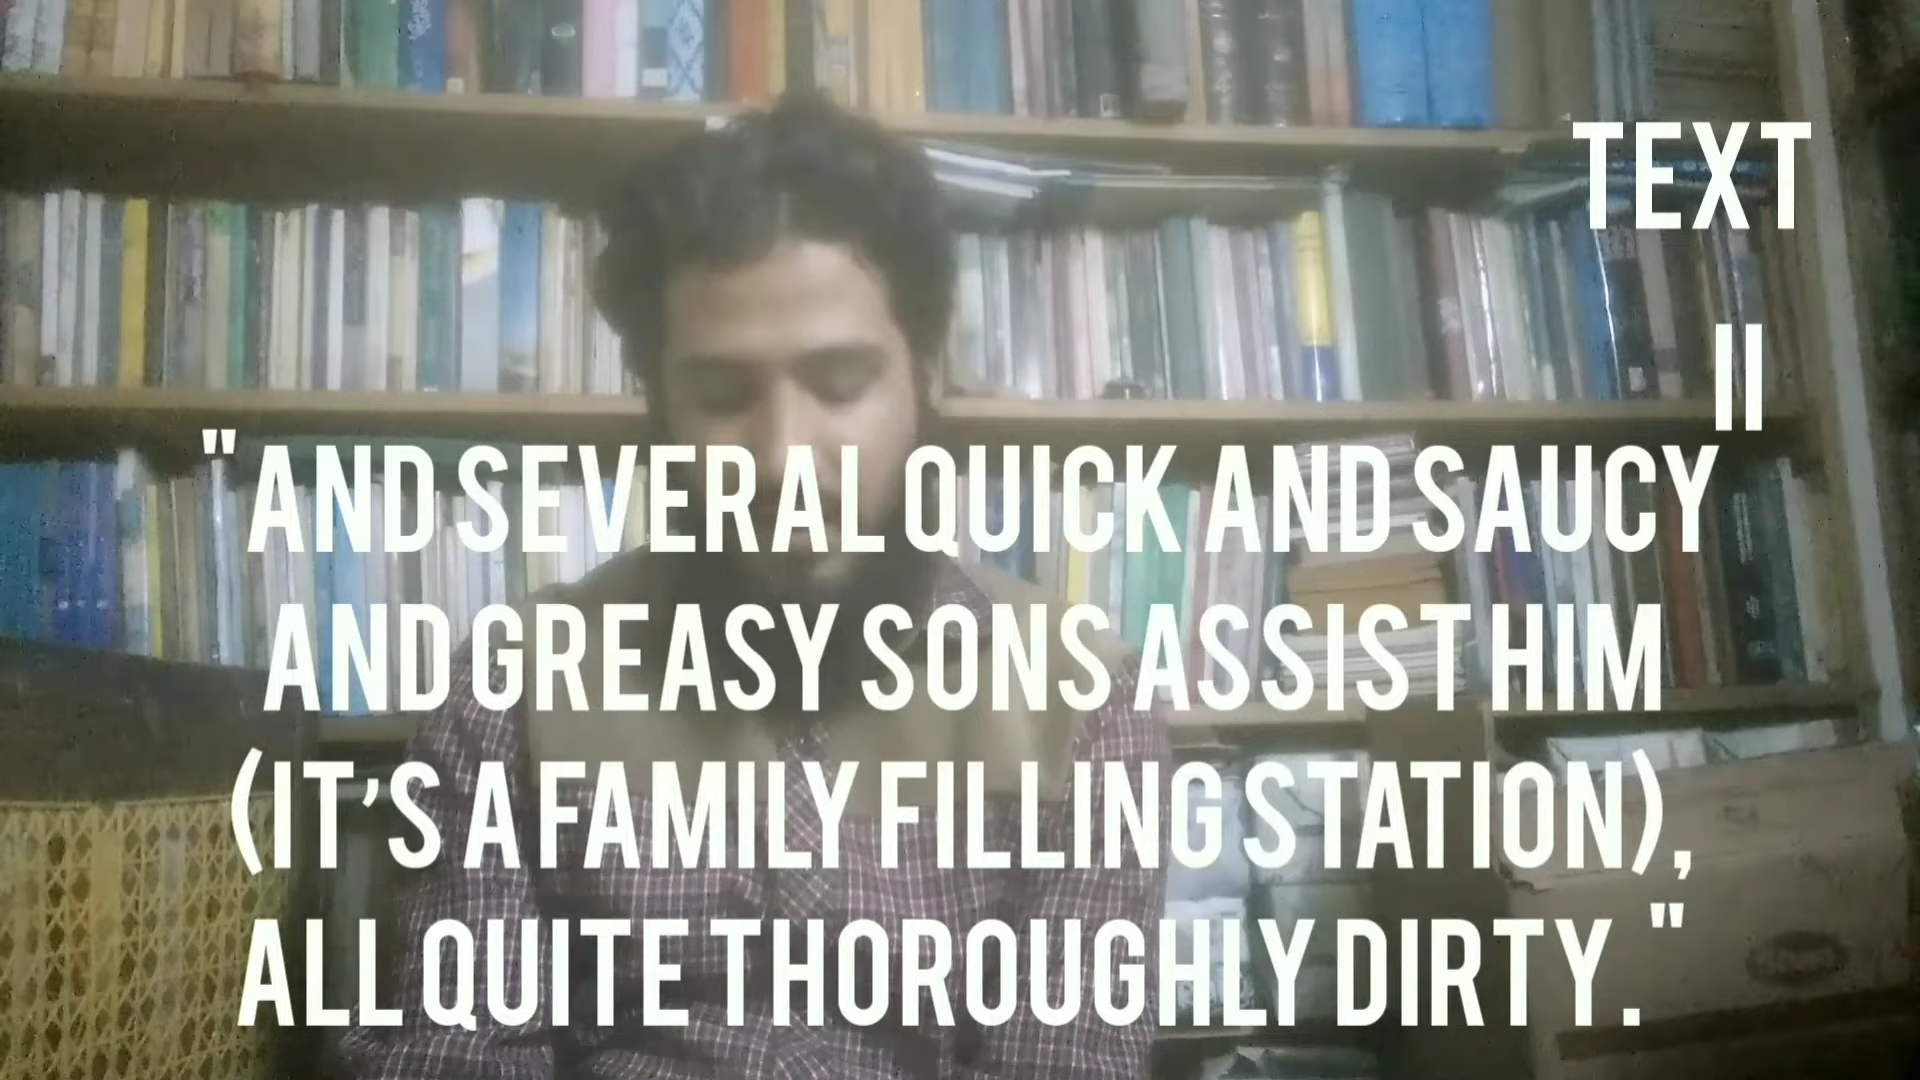 TEXT
II
"AND SEVERAL QUICK AND SAUCY
AND GREASY SONS ASSIST HIM
(IT'S A FAMILY FILLING STATION),
ALL QUITE THOROUGHLY DIRTY."